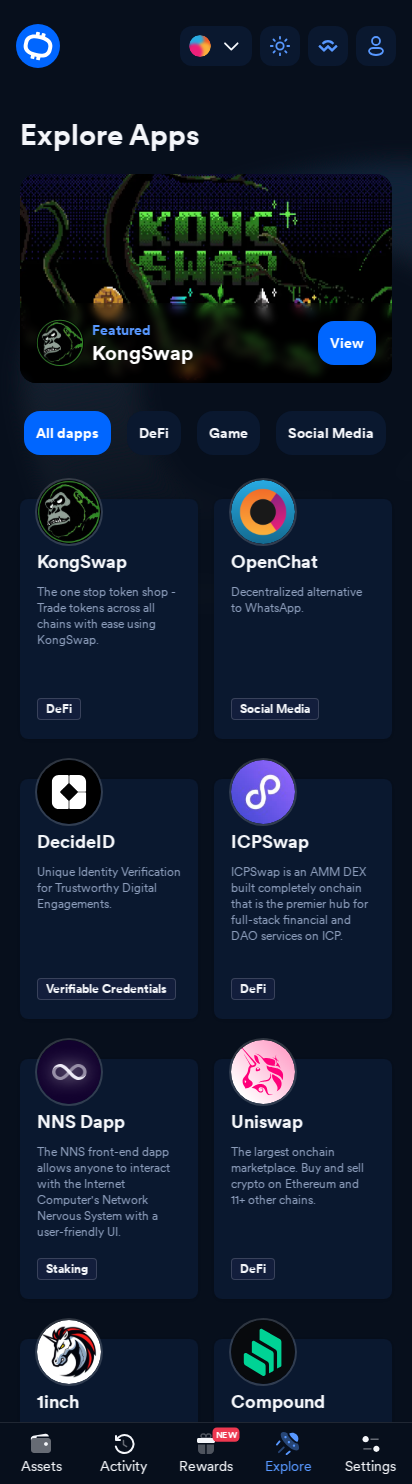 Explore Apps
KONG
SWAP
Featured
KongSwap
View
All dapps
DeFi
Game
Social Media
KongSwap
The one stop token shop -
Trade tokens across all
chains with ease using
KongSwap.
DeFi
OpenChat
Decentralized alternative
to WhatsApp.
Social Media
DecideID
Unique Identity Verification
for Trustworthy Digital
Engagements.
Verifiable Credentials
ICPSwap
ICPSwap is an AMM DEX
built completely onchain
that is the premier hub for
full-stack financial and
DAO services on ICP.
DeFi
NNS Dapp
The NNS front-end dapp
allows anyone to interact
with the Internet
Computer's Network
Nervous System with a
user-friendly UI.
Staking
Uniswap
The largest onchain
marketplace. Buy and sell
crypto on Ethereum and
11+ other chains.
DeFi
1inch
Compound
NEW
Assets
Activity
Rewards
Explore
Settings